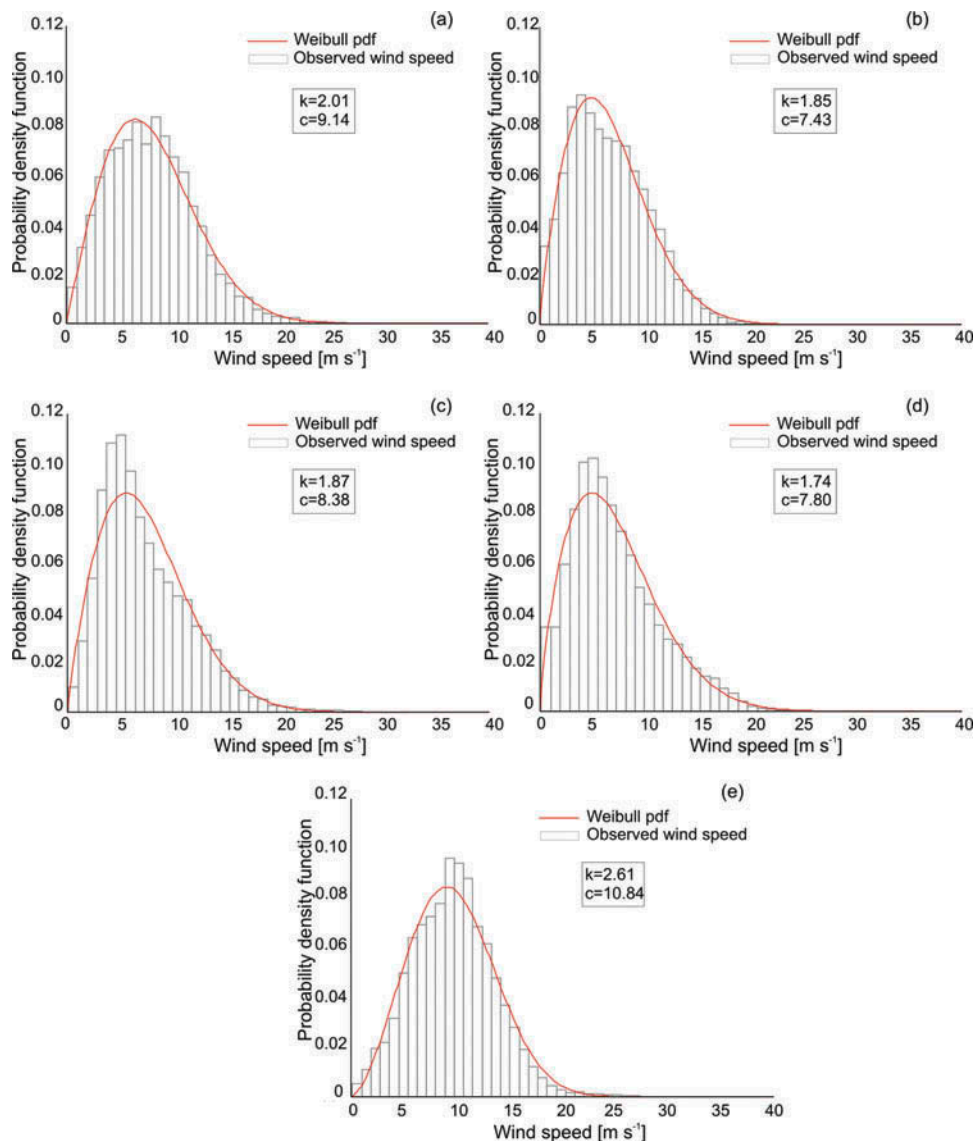 (a)
0.12
Weibull pdf
Observed wind speed
0.10
k=2.01
c=9.14
0.08
0.06
0.04
0.02
0
Probability density function
0 5 10 15 20 25 30 35 40
Wind speed [m s⁻¹]
(b)
0.12
Weibull pdf
Observed wind speed
0.10
k=1.85
c=7.43
0.08
0.06
0.04
0.02
0
Probability density function
0 5 10 15 20 25 30 35 40
Wind speed [m s⁻¹]
(c)
0.12
Weibull pdf
Observed wind speed
0.10
k=1.87
c=8.38
0.08
0.06
0.04
0.02
0
Probability density function
0 5 10 15 20 25 30 35 40
Wind speed [m s⁻¹]
(d)
0.12
Weibull pdf
Observed wind speed
0.10
k=1.74
c=7.80
0.08
0.06
0.04
0.02
0
Probability density function
0 5 10 15 20 25 30 35 40
Wind speed [m s⁻¹]
(e)
0.12
Weibull pdf
Observed wind speed
0.10
k=2.61
c=10.84
0.08
0.06
0.04
0.02
0
Probability density function
0 5 10 15 20 25 30 35 40
Wind speed [m s⁻¹]